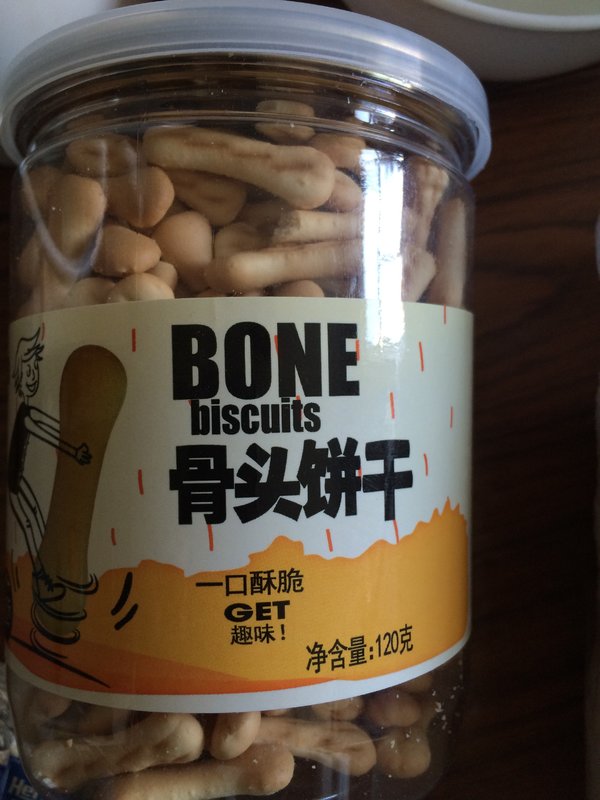 BONE
biscuits
骨头饼干
一口酥脆
GET
趣味!
净含量:120克